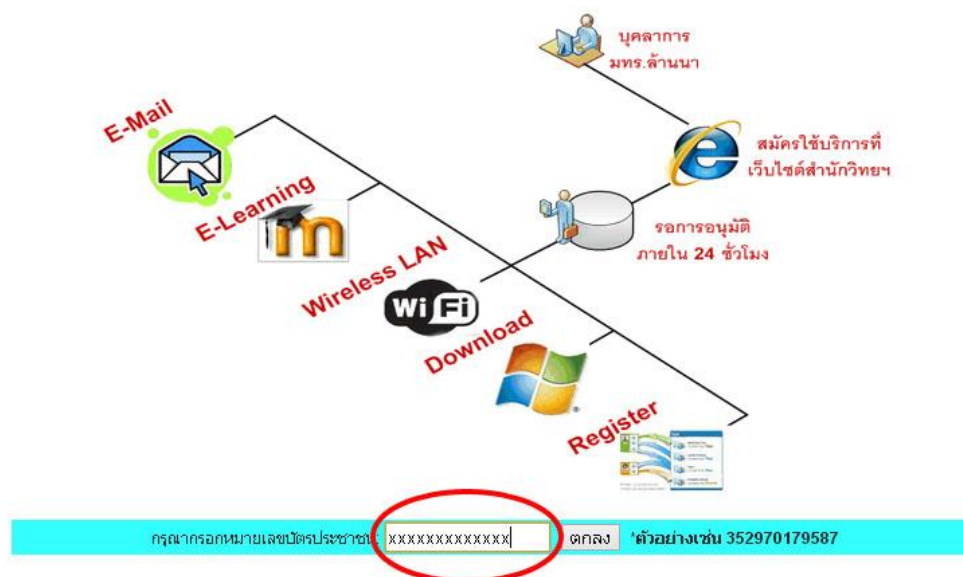 บุคลาการ
มทร.ล้านนา
E-Mail
สมัครใช้บริการที่
เว็บไซต์สำนักวิทยฯ
E-Learning
รอการอนุมัติ
ภายใน 24 ชั่วโมง
Wireless LAN
Wi Fi
Download
Register
กรุณากรอกหมายเลขบัตรประชาชน: xxxxxxxxxxxxx ตกลง *ตัวอย่างเช่น 352970179587